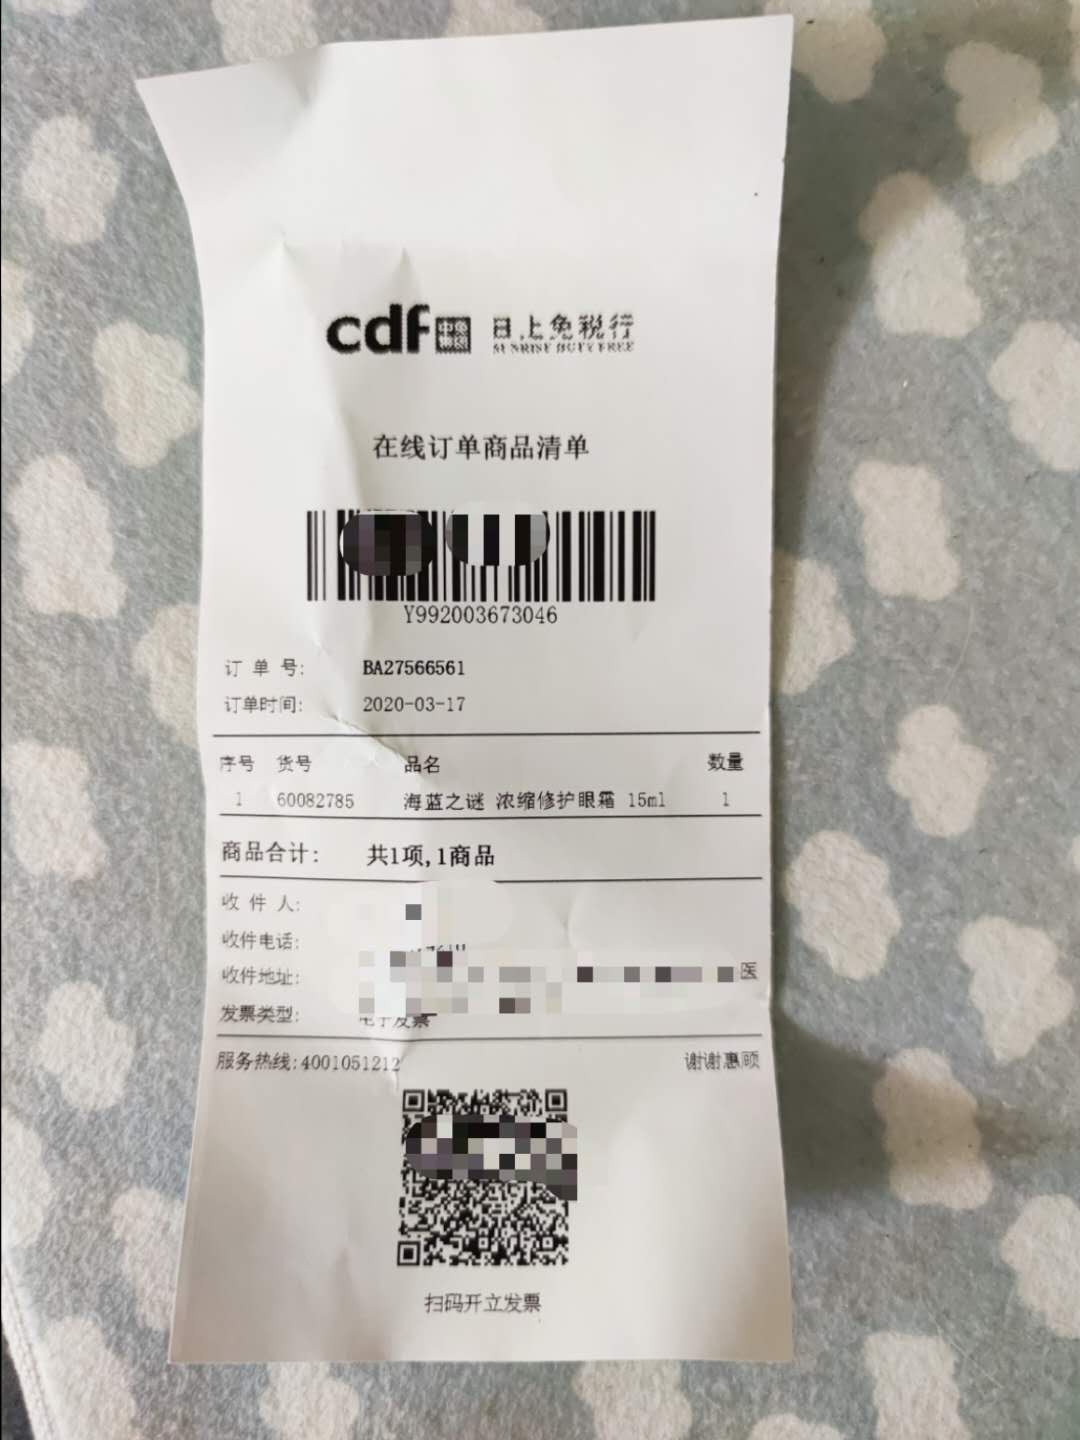 cdf 中免集团 日上免税行
SUNRISE DUTY FREE
在线订单商品清单
Y992003673046
订 单 号: BA27566561
订单时间: 2020-03-17
序号 货号 品名 数量
1 60082785 海蓝之谜 浓缩修护眼霜 15ml 1
商品合计: 共1项,1商品
收 件 人:
收件电话:
收件地址: 医
发票类型: 电子发票
服务热线:4001051212 谢谢惠顾
扫码开立发票